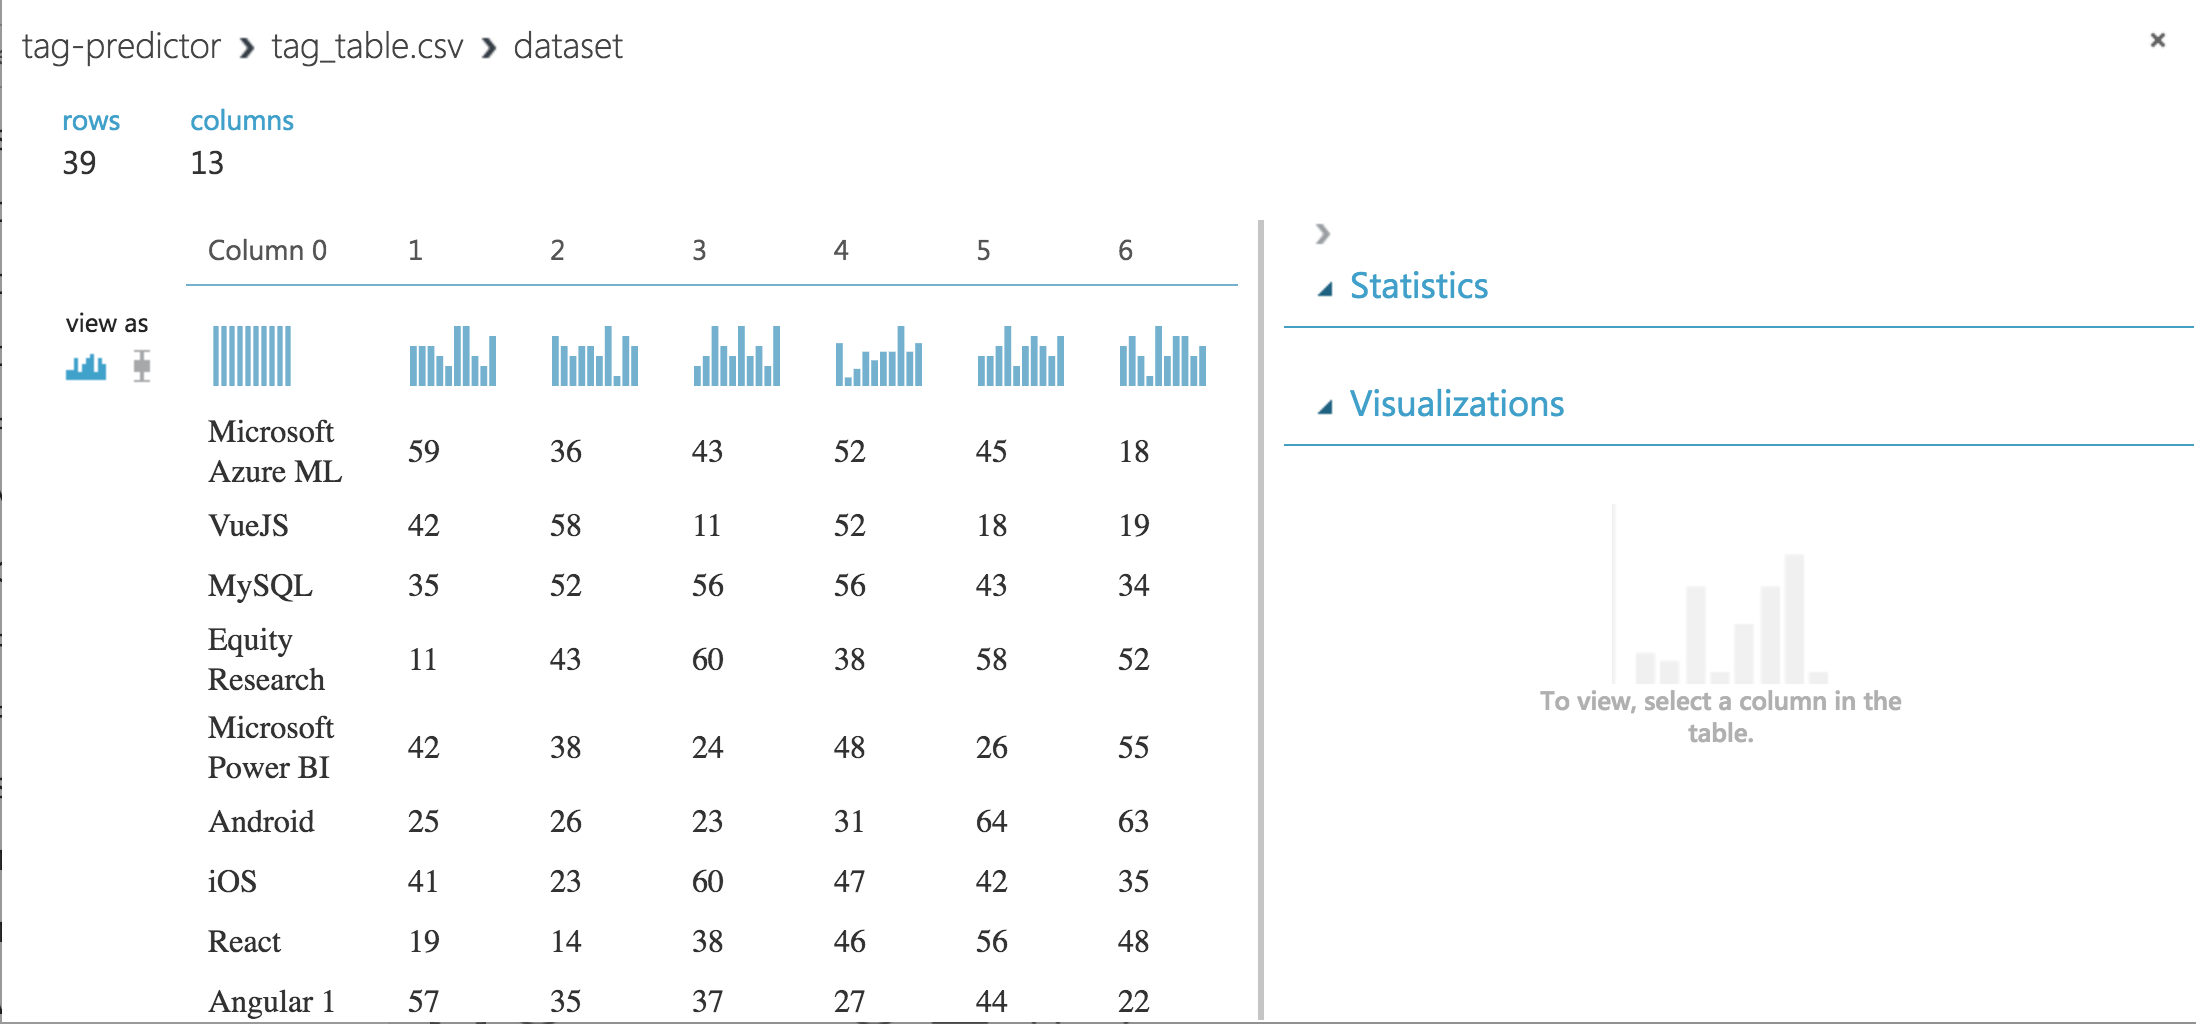 tag-predictor › tag_table.csv › dataset
rows columns
39 13
Column 0 1 2 3 4 5 6
view as
Microsoft
Azure ML 59 36 43 52 45 18
VueJS 42 58 11 52 18 19
MySQL 35 52 56 56 43 34
Equity
Research 11 43 60 38 58 52
Microsoft
Power BI 42 38 24 48 26 55
Android 25 26 23 31 64 63
iOS 41 23 60 47 42 35
React 19 14 38 46 56 48
Angular 1 57 35 37 27 44 22
Statistics
Visualizations
To view, select a column in the
table.